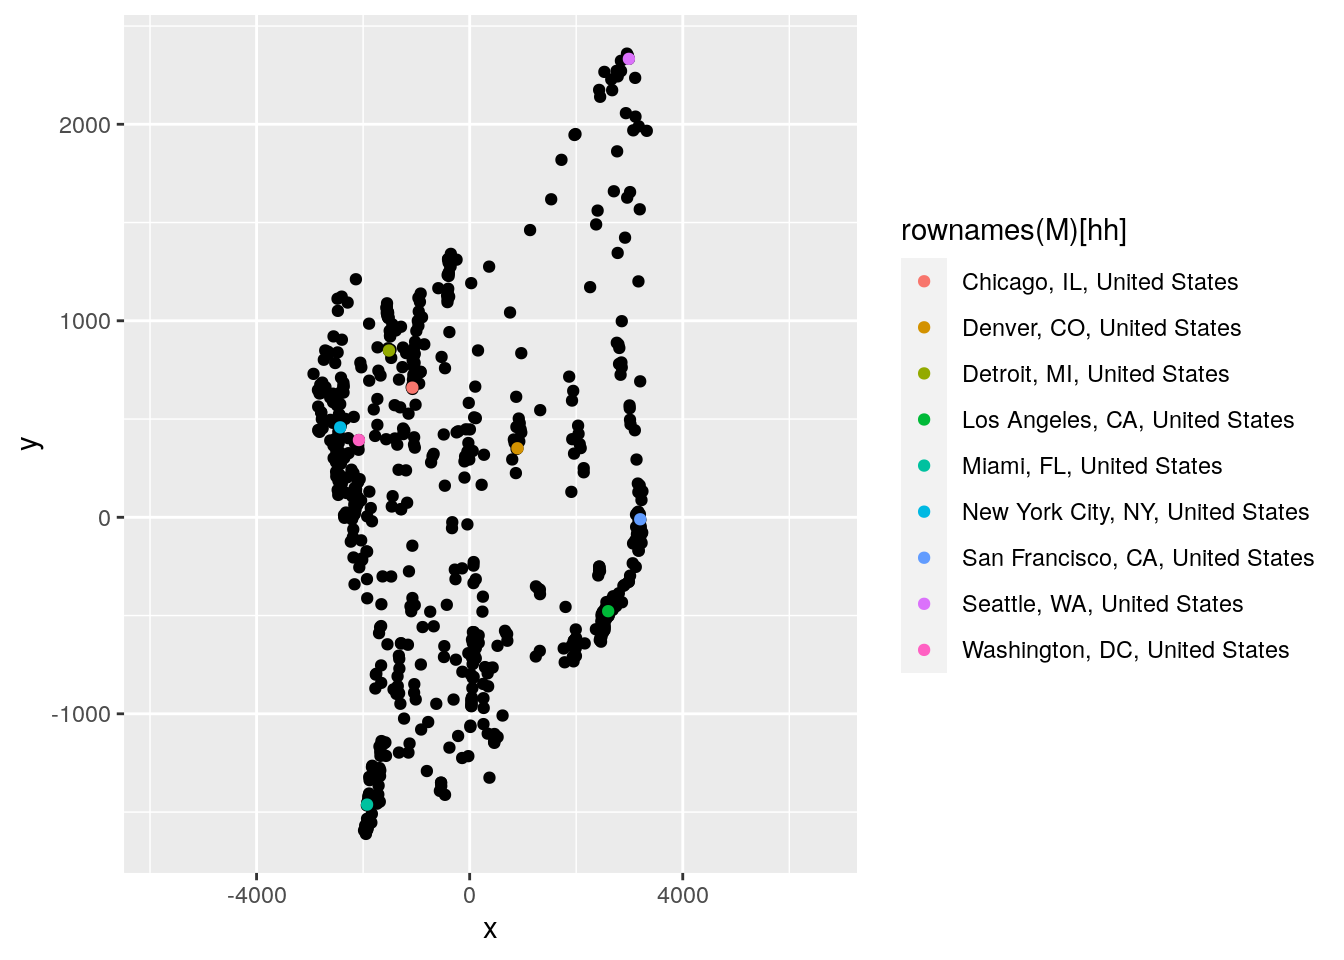 2000
1000
0
-1000
y
-4000
0
4000
x
rownames(M)[hh]
Chicago, IL, United States
Denver, CO, United States
Detroit, MI, United States
Los Angeles, CA, United States
Miami, FL, United States
New York City, NY, United States
San Francisco, CA, United States
Seattle, WA, United States
Washington, DC, United States